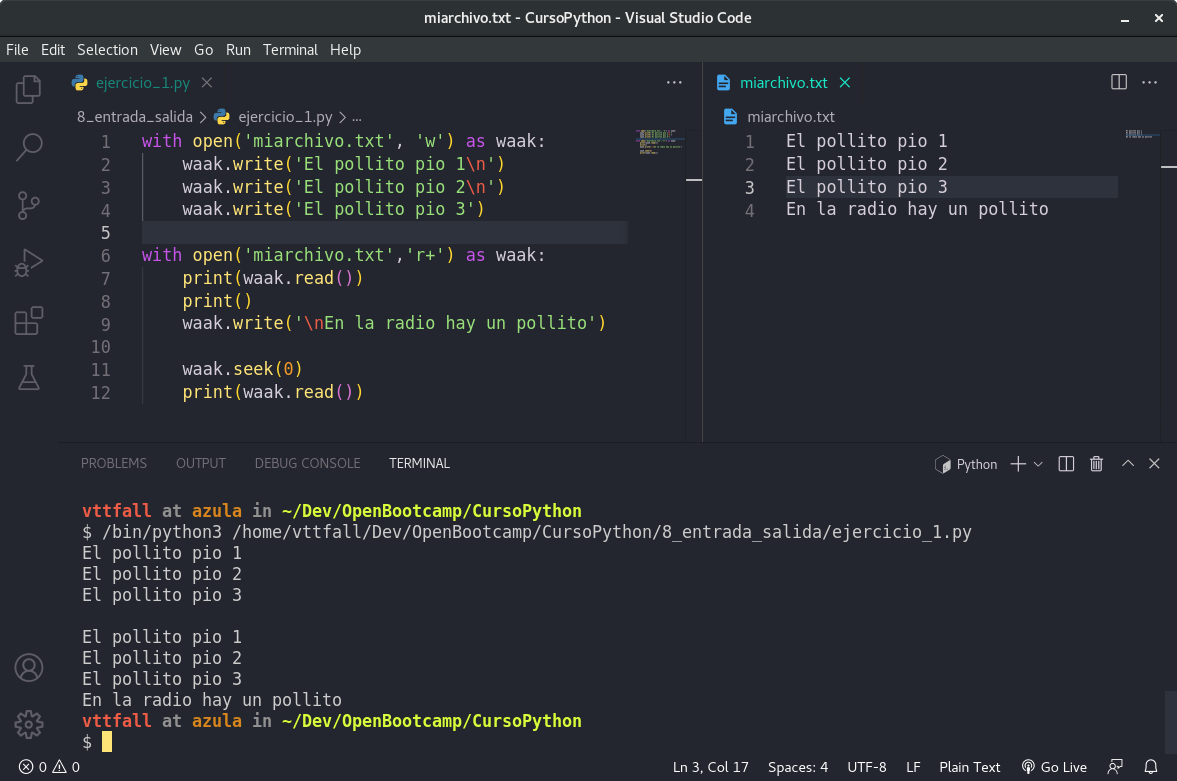 miarchivo.txt - CursoPython - Visual Studio Code
File Edit Selection View Go Run Terminal Help
ejercicio_1.py
8_entrada_salida > ejercicio_1.py > ...
1 with open('miarchivo.txt', 'w') as waak:
2     waak.write('El pollito pio 1\n')
3     waak.write('El pollito pio 2\n')
4     waak.write('El pollito pio 3')
5
6 with open('miarchivo.txt','r+') as waak:
7     print(waak.read())
8     print()
9     waak.write('\nEn la radio hay un pollito')
10
11     waak.seek(0)
12     print(waak.read())
miarchivo.txt
miarchivo.txt
1 El pollito pio 1
2 El pollito pio 2
3 El pollito pio 3
4 En la radio hay un pollito
PROBLEMS OUTPUT DEBUG CONSOLE TERMINAL Python
vttfall at azula in ~/Dev/OpenBootcamp/CursoPython
$ /bin/python3 /home/vttfall/Dev/OpenBootcamp/CursoPython/8_entrada_salida/ejercicio_1.py
El pollito pio 1
El pollito pio 2
El pollito pio 3

El pollito pio 1
El pollito pio 2
El pollito pio 3
En la radio hay un pollito
vttfall at azula in ~/Dev/OpenBootcamp/CursoPython
$
0 0 Ln 3, Col 17 Spaces: 4 UTF-8 LF Plain Text Go Live